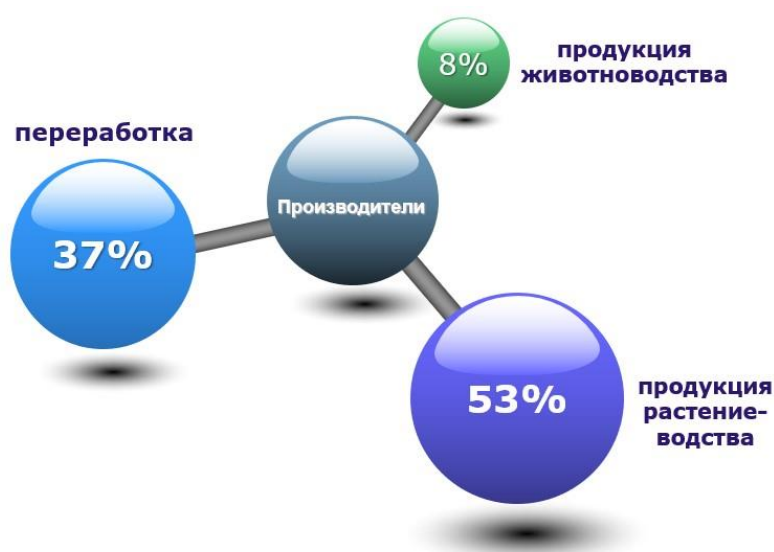 8%
продукция
животноводства
переработка
37%
Производители
53%
продукция
растение-
водства